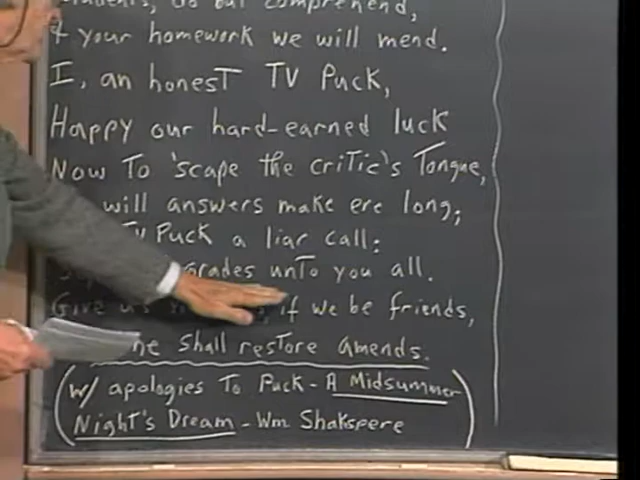 do but comprehend,
& your homework we will mend.
I, an honest TV Puck,
Happy our hard-earned luck
Now To 'scape the criTic's Tongue,
will answers make ere long;
Puck a liar call:
grades unTo you all.
Give if we be friends,
shall restore amends.
(w/ apologies To Puck - A Midsummer
Night's Dream - Wm Shakspere)